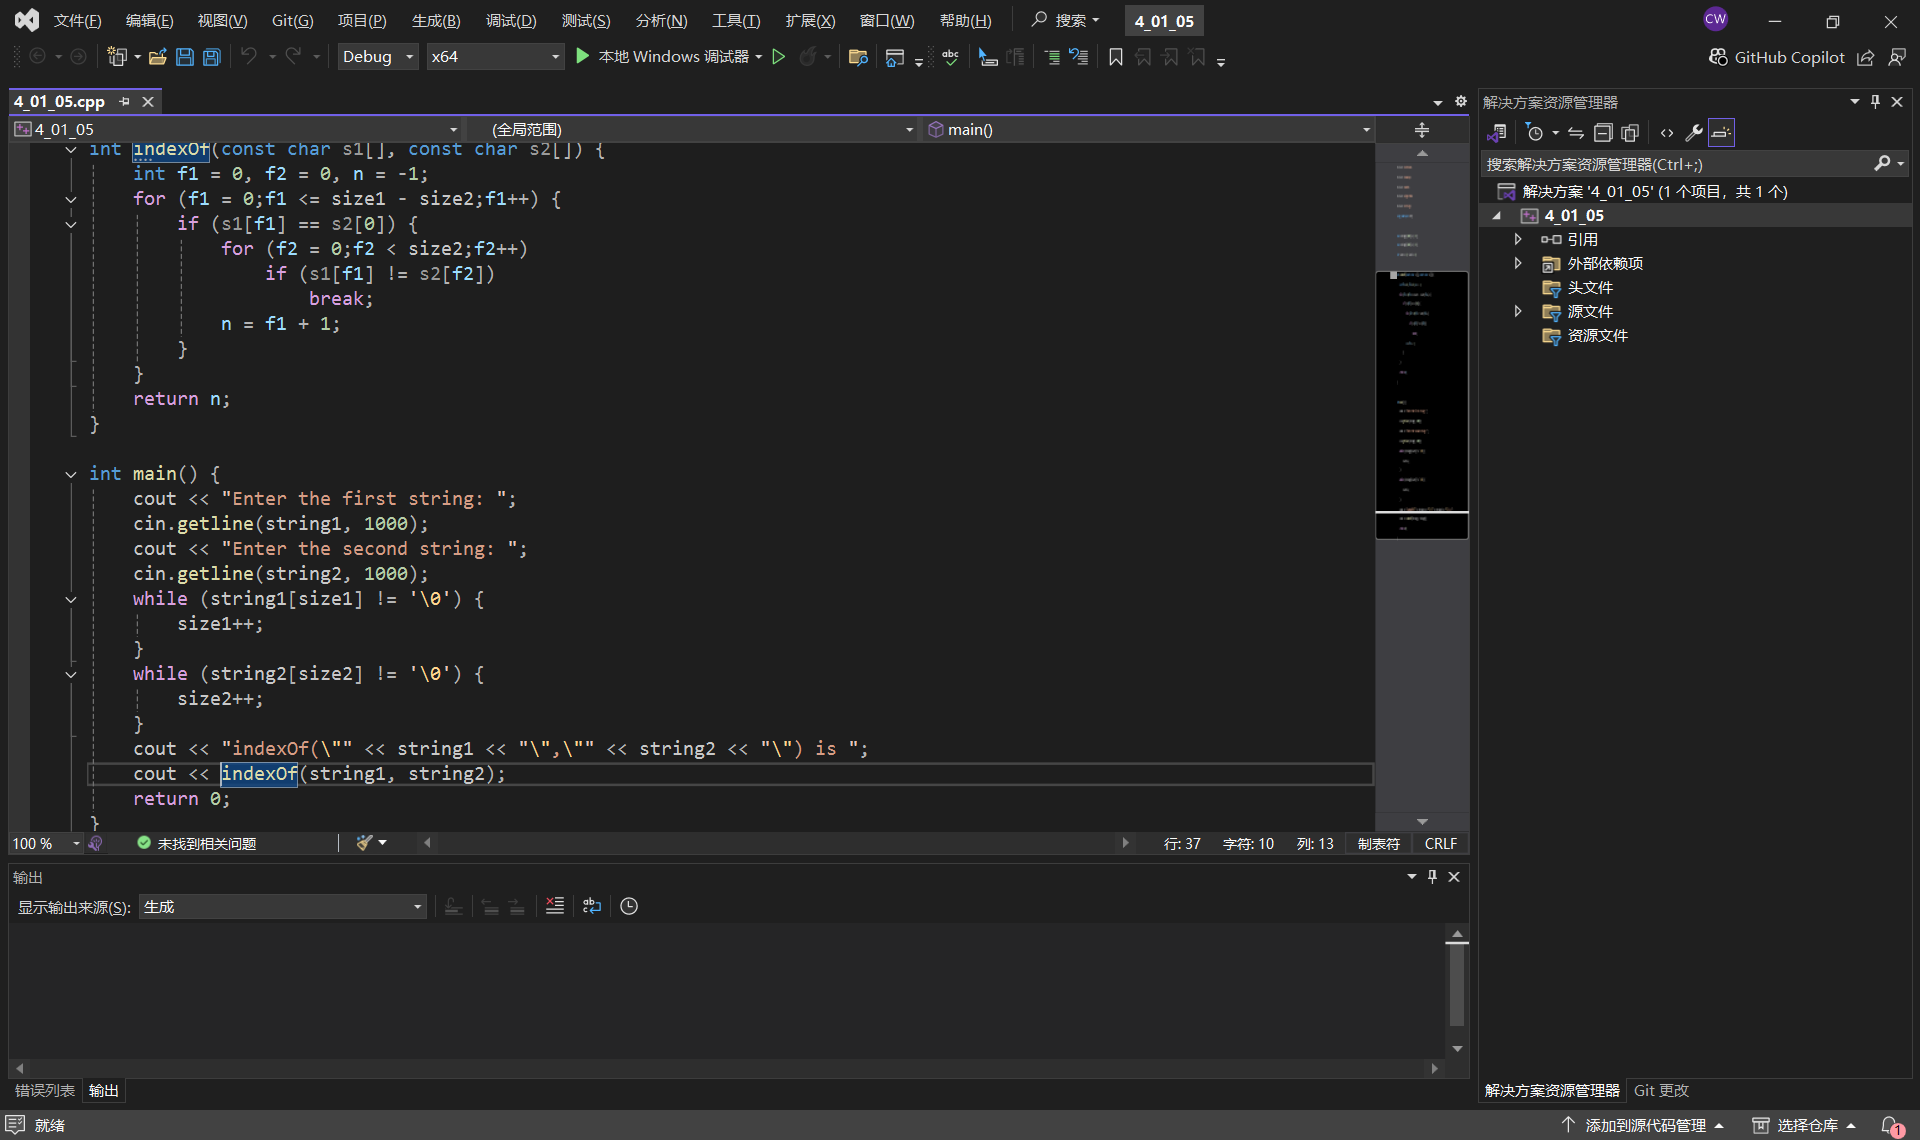 文件(F) 编辑(E) 视图(V) Git(G) 项目(P) 生成(B) 调试(D) 测试(S) 分析(N) 工具(T) 扩展(X) 窗口(W) 帮助(H) 搜索 4_01_05 CW
Debug x64 本地 Windows 调试器 abc GitHub Copilot
4_01_05.cpp
4_01_05 (全局范围) main()
int indexOf(const char s1[], const char s2[]) {
int f1 = 0, f2 = 0, n = -1;
for (f1 = 0;f1 <= size1 - size2;f1++) {
if (s1[f1] == s2[0]) {
for (f2 = 0;f2 < size2;f2++)
if (s1[f1] != s2[f2])
break;
n = f1 + 1;
}
}
return n;
}
int main() {
cout << "Enter the first string: ";
cin.getline(string1, 1000);
cout << "Enter the second string: ";
cin.getline(string2, 1000);
while (string1[size1] != '\0') {
size1++;
}
while (string2[size2] != '\0') {
size2++;
}
cout << "indexOf(\"" << string1 << "\",\"" << string2 << "\") is ";
cout << indexOf(string1, string2);
return 0;
}
100 % 未找到相关问题 行: 37 字符: 10 列: 13 制表符 CRLF
输出
显示输出来源(S): 生成
错误列表 输出
解决方案资源管理器
搜索解决方案资源管理器(Ctrl+;)
解决方案 '4_01_05' (1 个项目，共 1 个)
4_01_05
引用
外部依赖项
头文件
源文件
资源文件
解决方案资源管理器 Git 更改
就绪 添加到源代码管理 选择仓库 1